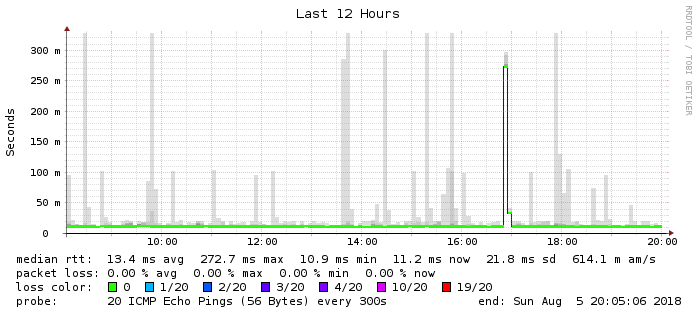 Last 12 Hours
RRDTOOL / TOBI OETIKER
Seconds
300 m
250 m
200 m
150 m
100 m
50 m
0
10:00 12:00 14:00 16:00 18:00 20:00
median rtt: 13.4 ms avg 272.7 ms max 10.9 ms min 11.2 ms now 21.8 ms sd 614.1 m am/s
packet loss: 0.00 % avg 0.00 % max 0.00 % min 0.00 % now
loss color: 0 1/20 2/20 3/20 4/20 10/20 19/20
probe: 20 ICMP Echo Pings (56 Bytes) every 300s end: Sun Aug 5 20:05:06 2018